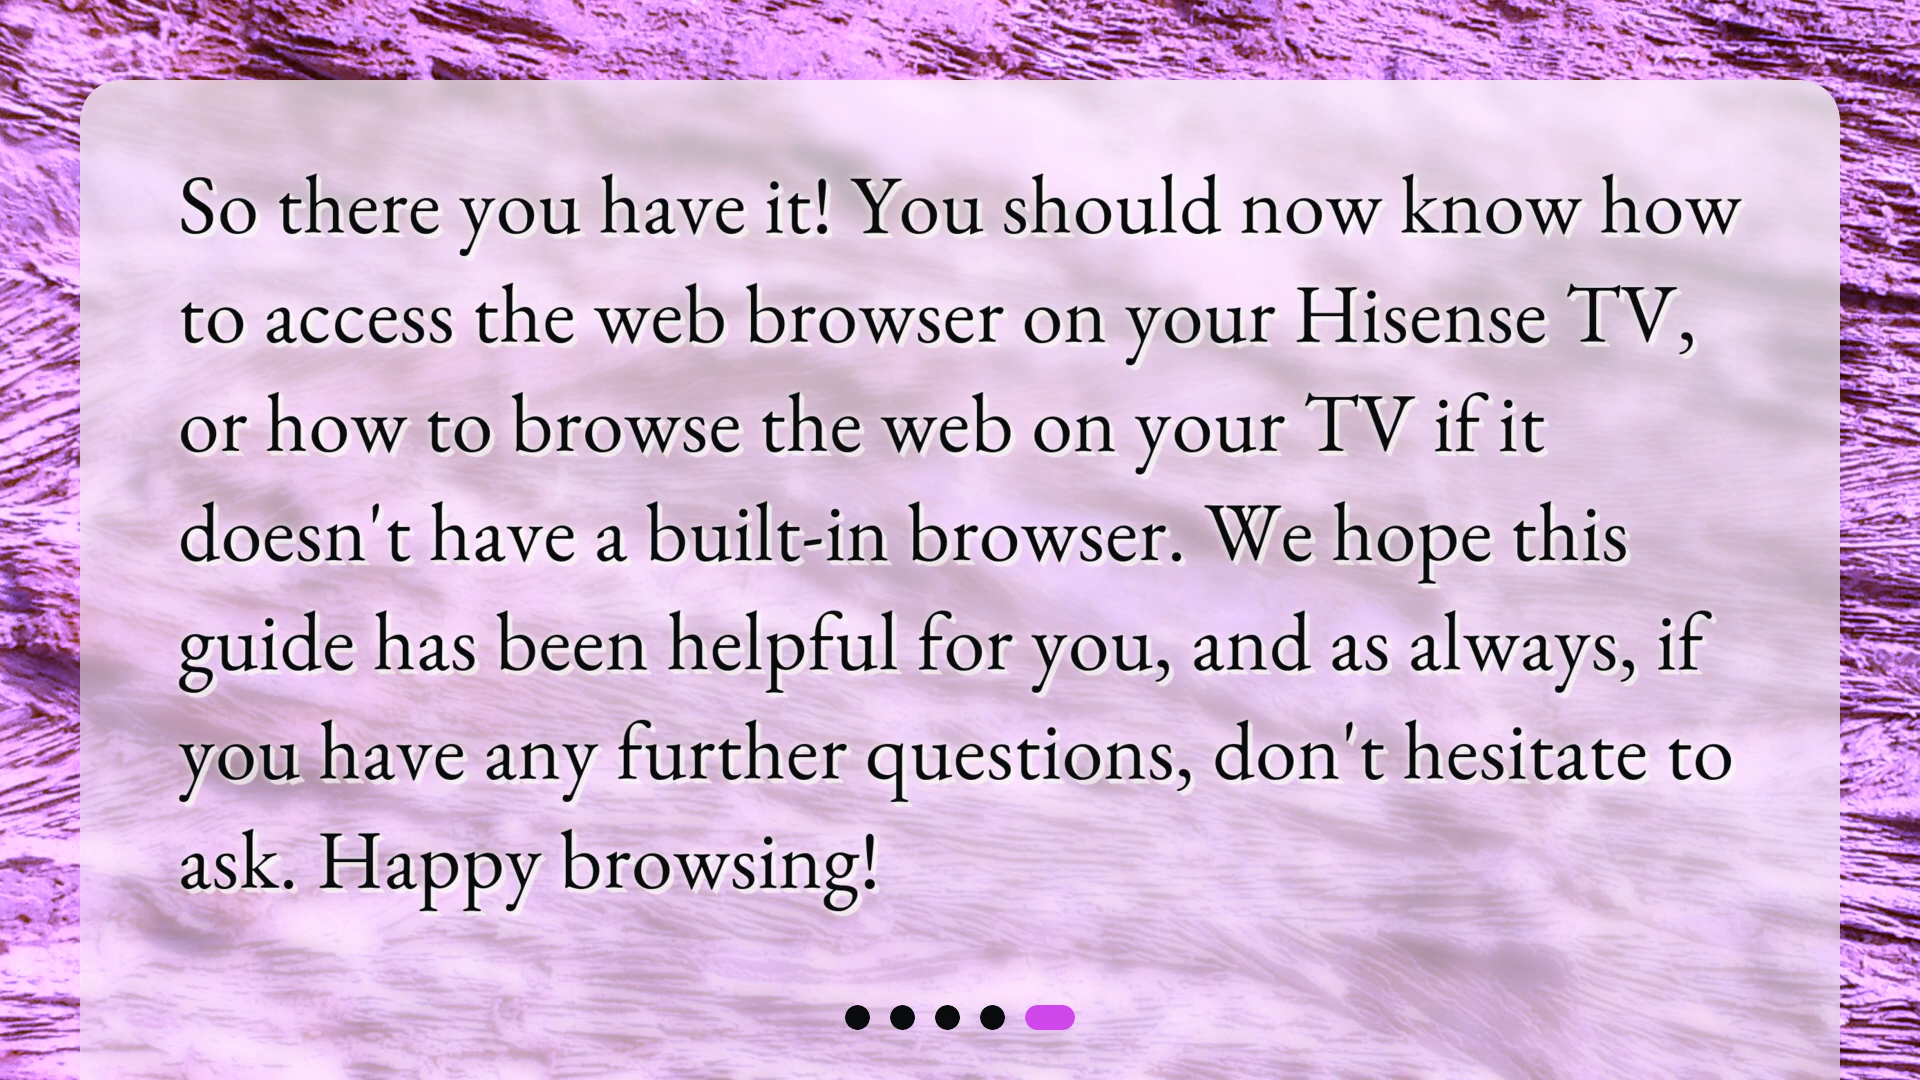 So there you have it! You should now know how
to access the web browser on your Hisense TV,
or how to browse the web on your TV if it
doesn't have a built-in browser. We hope this
guide has been helpful for you, and as always, if
you have any further questions, don't hesitate to
ask. Happy browsing!